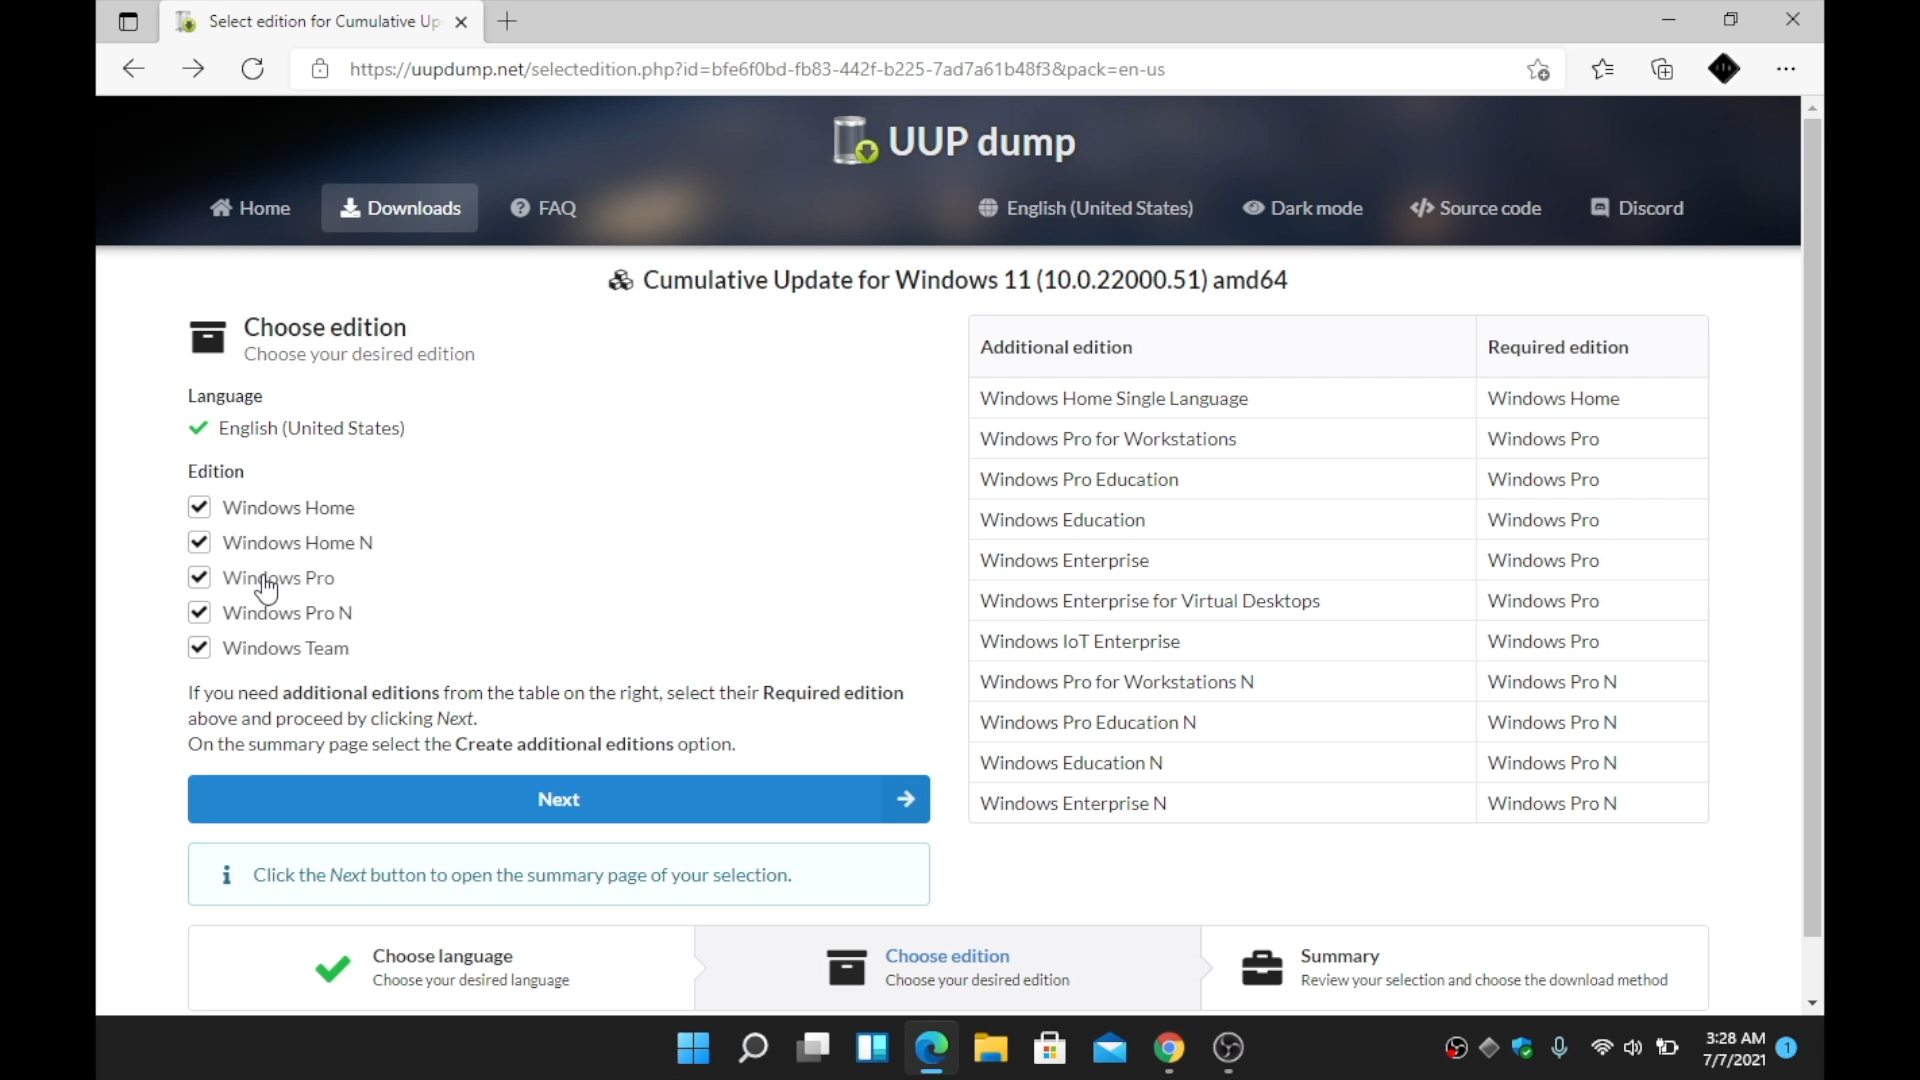 Select edition for Cumulative Up
https://uupdump.net/selectedition.php?id=bfe6f0bd-fb83-442f-b225-7ad7a61b48f3&pack=en-us
UUP dump
Home
Downloads
FAQ
English (United States)
Dark mode
Source code
Discord
Cumulative Update for Windows 11 (10.0.22000.51) amd64
Choose edition
Choose your desired edition
Language
English (United States)
Edition
Windows Home
Windows Home N
Windows Pro
Windows Pro N
Windows Team
If you need additional editions from the table on the right, select their Required edition
above and proceed by clicking Next.
On the summary page select the Create additional editions option.
Next
Click the Next button to open the summary page of your selection.
Additional edition Required edition
Windows Home Single Language Windows Home
Windows Pro for Workstations Windows Pro
Windows Pro Education Windows Pro
Windows Education Windows Pro
Windows Enterprise Windows Pro
Windows Enterprise for Virtual Desktops Windows Pro
Windows IoT Enterprise Windows Pro
Windows Pro for Workstations N Windows Pro N
Windows Pro Education N Windows Pro N
Windows Education N Windows Pro N
Windows Enterprise N Windows Pro N
Choose language
Choose your desired language
Choose edition
Choose your desired edition
Summary
Review your selection and choose the download method
3:28 AM
7/7/2021
1